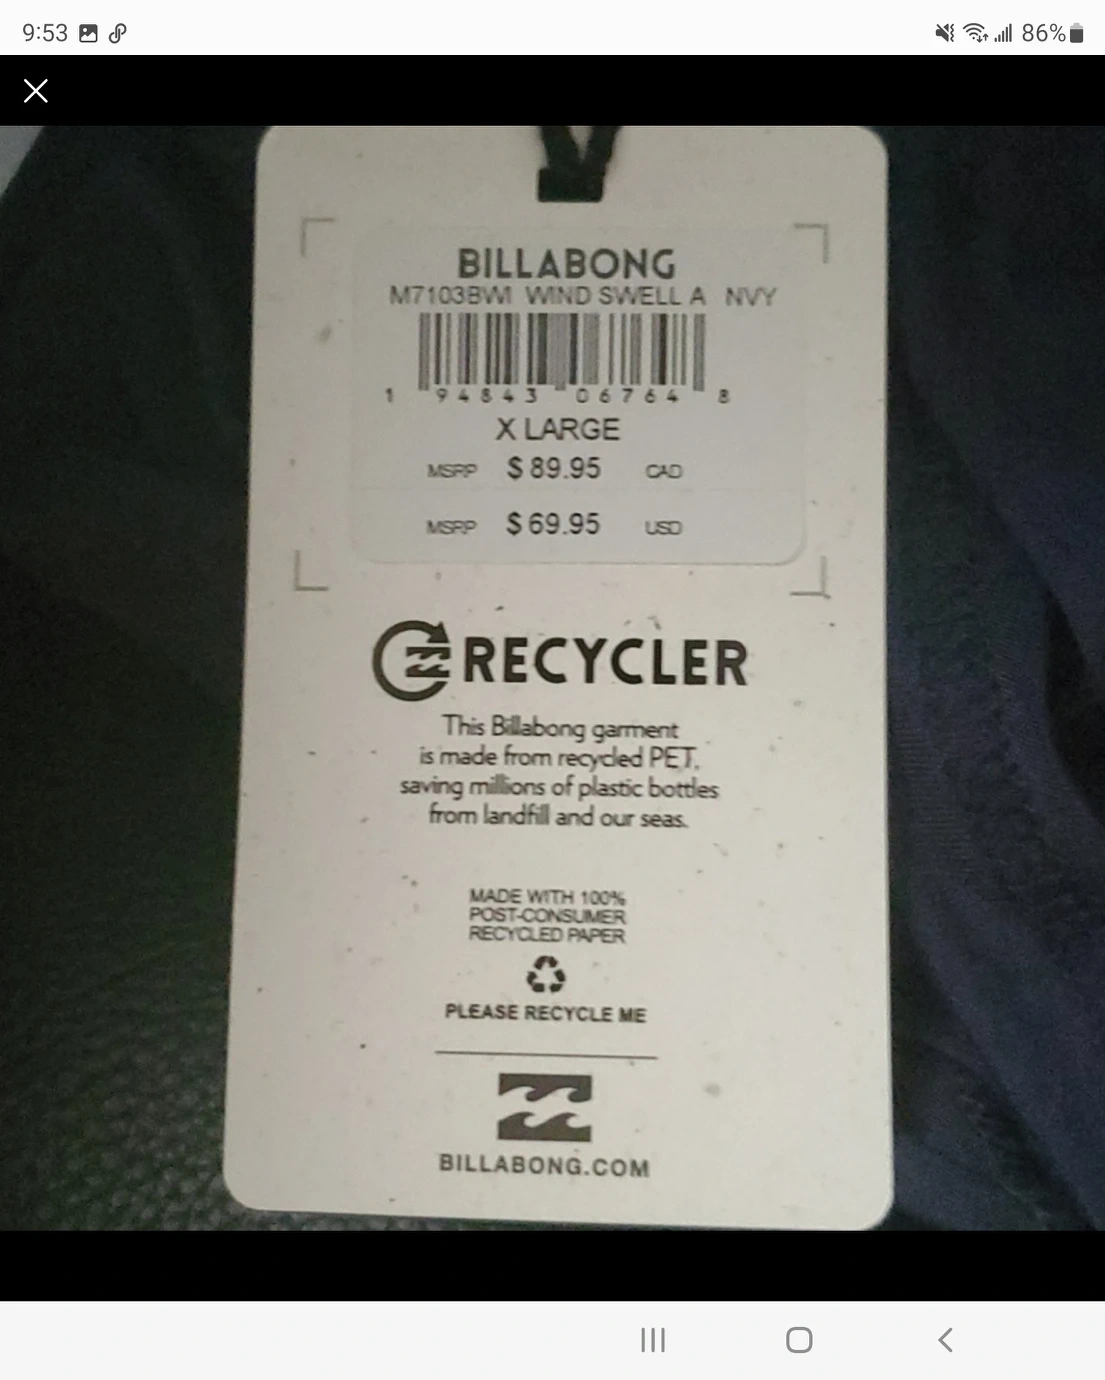 9:53 86%
BILLABONG
M7103BWI WIND SWELL A NVY
1 94843 06764 8
X LARGE
MSRP $ 89.95 CAD
MSRP $ 69.95 USD
RECYCLER
This Billabong garment
is made from recycled PET,
saving millions of plastic bottles
from landfill and our seas.
MADE WITH 100%
POST-CONSUMER
RECYCLED PAPER
PLEASE RECYCLE ME
BILLABONG.COM